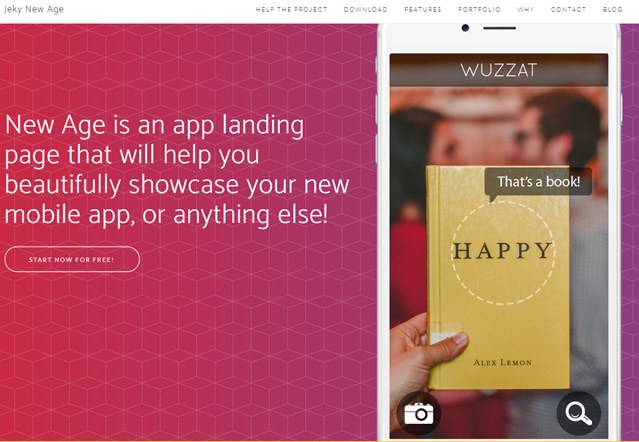 Jeky New Age
HELP THE PROJECT DOWNLOAD FEATURES PORTFOLIO WHY CONTACT BLOG
New Age is an app landing
page that will help you
beautifully showcase your new
mobile app, or anything else!
START NOW FOR FREE!
WUZZAT
That's a book!
HAPPY
ALEX LEMON